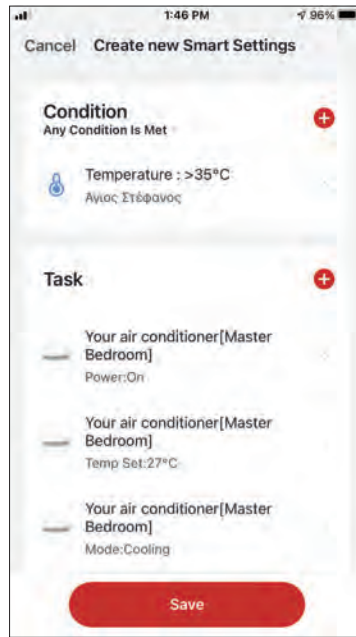 1:46 PM
96%
Cancel Create new Smart Settings
Condition
Any Condition Is Met
Temperature : >35°C
Άγιος Στέφανος
Task
Your air conditioner[Master
Bedroom]
Power:On
Your air conditioner[Master
Bedroom]
Temp Set:27°C
Your air conditioner[Master
Bedroom]
Mode:Cooling
Save